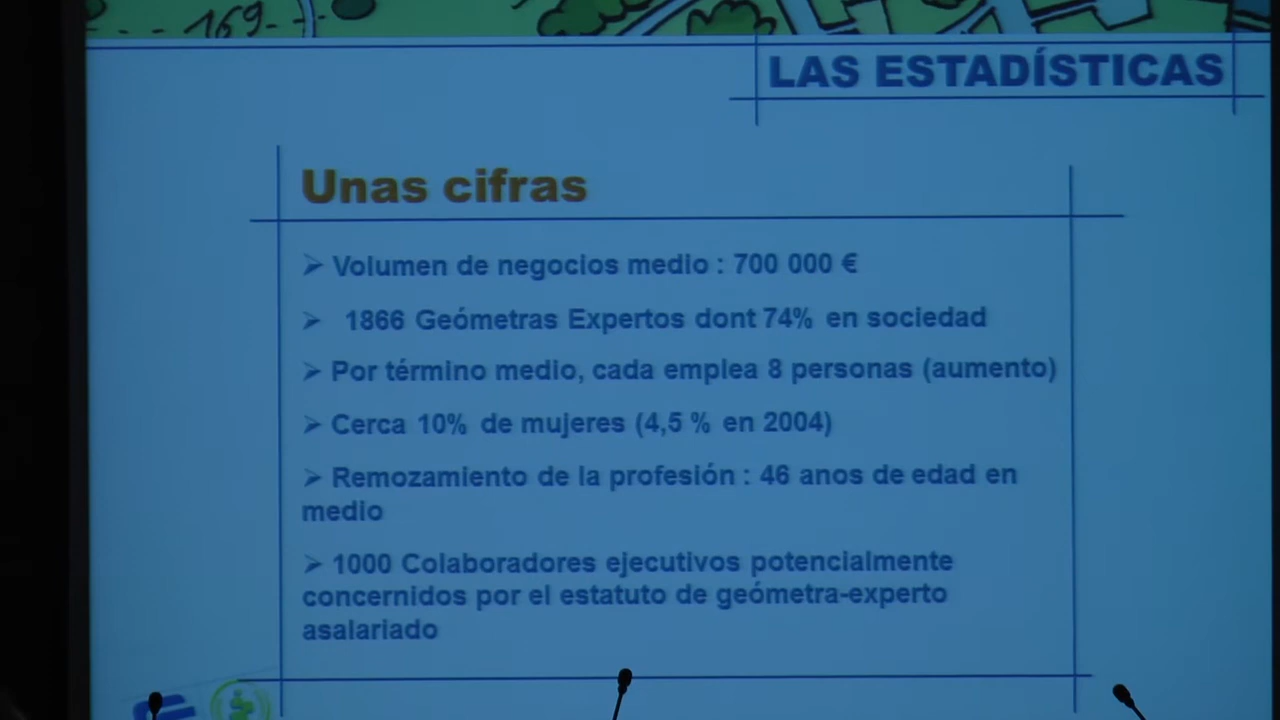 169
LAS ESTADÍSTICAS
Unas cifras
➢ Volumen de negocios medio : 700 000 €
➢ 1866 Geómetras Expertos dont 74% en sociedad
➢ Por término medio, cada emplea 8 personas (aumento)
➢ Cerca 10% de mujeres (4,5 % en 2004)
➢ Remozamiento de la profesión : 46 anos de edad en
medio
➢ 1000 Colaboradores ejecutivos potencialmente
concernidos por el estatuto de geómetra-experto
asalariado